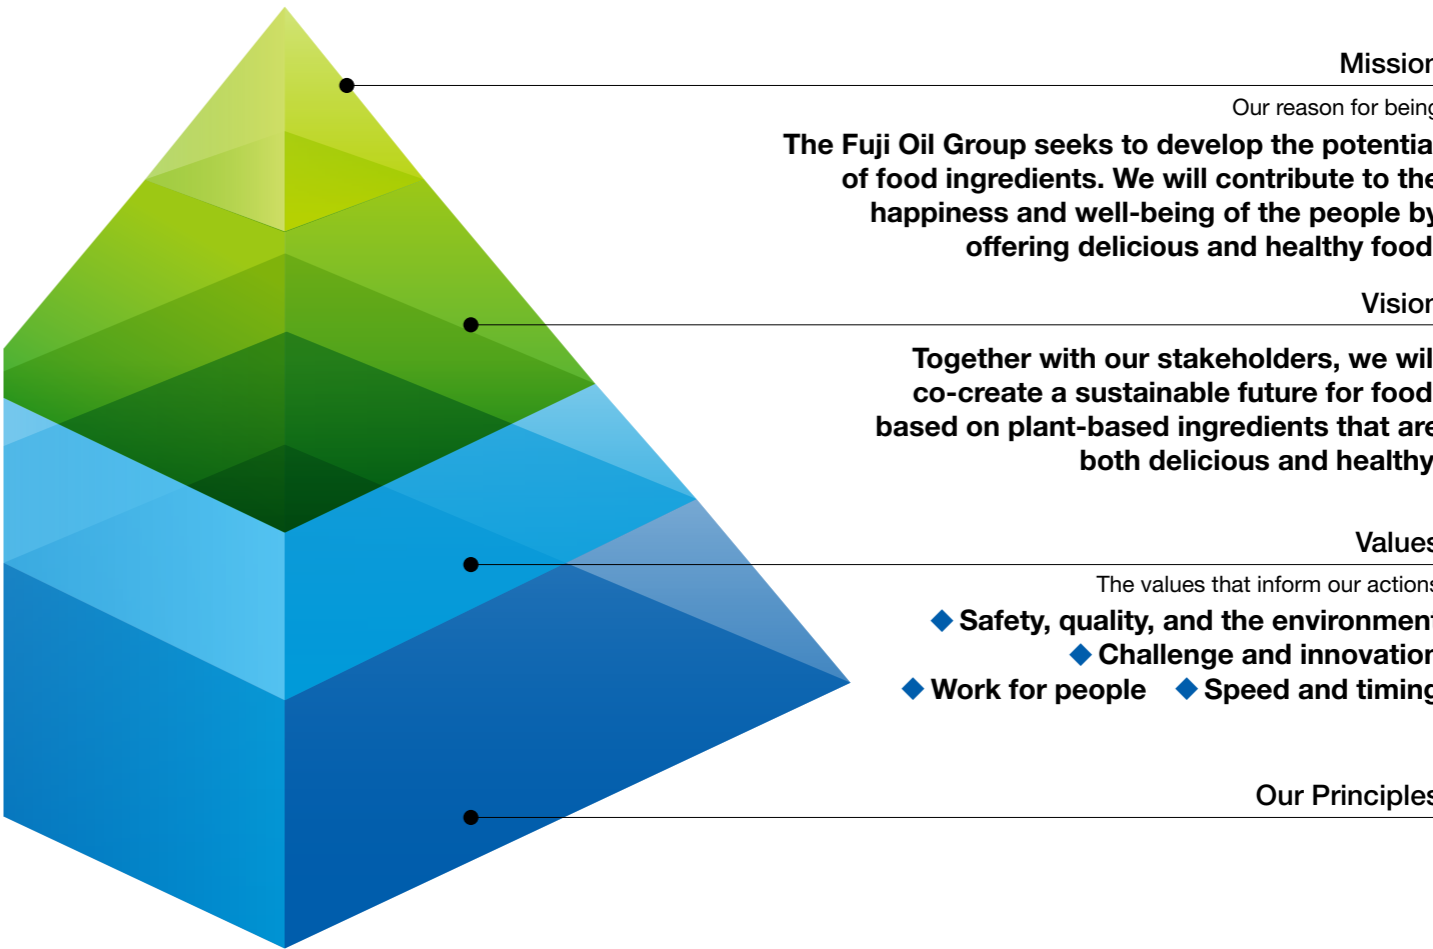 Mission
Our reason for being
The Fuji Oil Group seeks to develop the potentia
of food ingredients. We will contribute to the
happiness and well-being of the people by
offering delicious and healthy food
Vision
Together with our stakeholders, we wil
co-create a sustainable future for food
based on plant-based ingredients that are
both delicious and healthy
Values
The values that inform our actions
◆ Safety, quality, and the environment
◆ Challenge and innovation
◆ Work for people ◆ Speed and timing
Our Principles